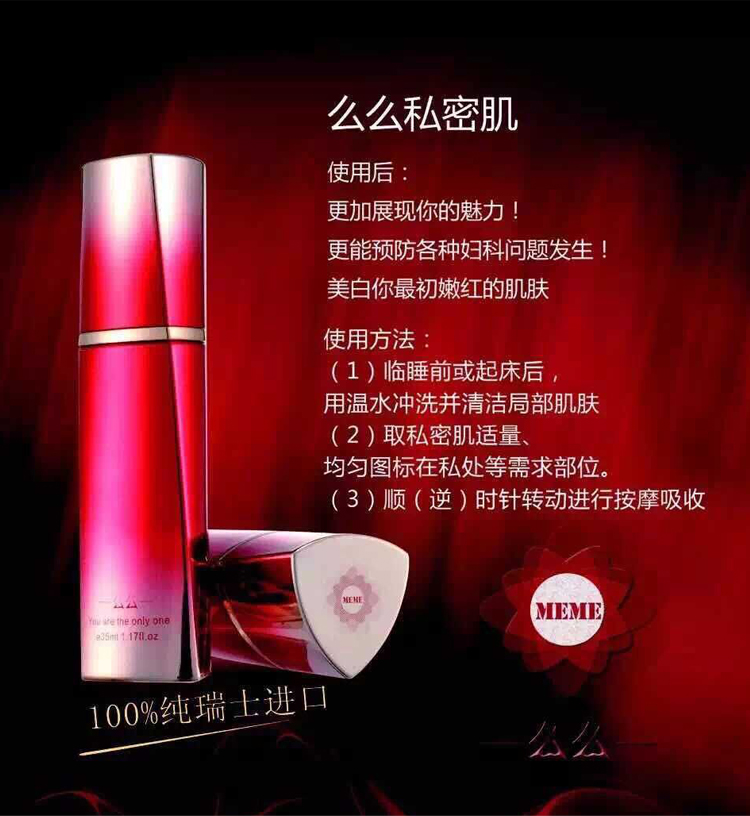 么么私密肌
使用后：
更加展现你的魅力！
更能预防各种妇科问题发生！
美白你最初嫩红的肌肤
使用方法：
（1）临睡前或起床后，
用温水冲洗并清洁局部肌肤
（2）取私密肌适量、
均匀图标在私处等需求部位。
（3）顺（逆）时针转动进行按摩吸收
么么
You are the only one
e35ml 1.17fl.oz
MEME
MEME
100%纯瑞士进口
么么